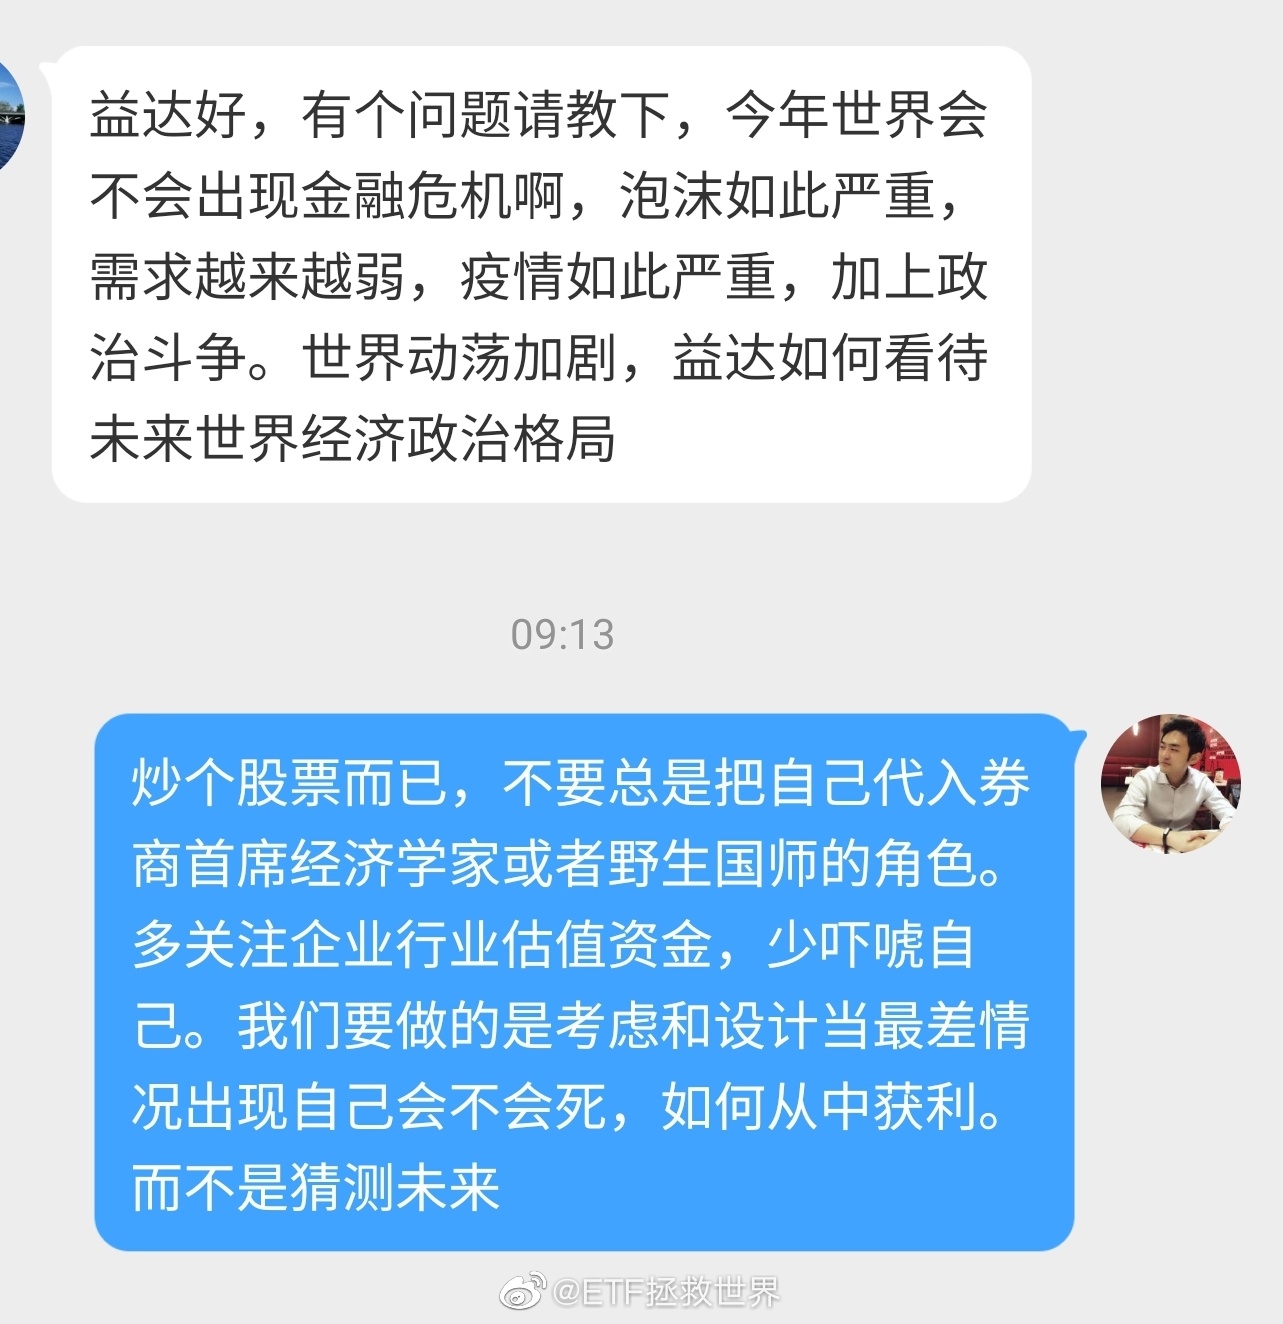 益达好，有个问题请教下，今年世界会
不会出现金融危机啊，泡沫如此严重，
需求越来越弱，疫情如此严重，加上政
治斗争。世界动荡加剧，益达如何看待
未来世界经济政治格局
09:13
炒个股票而已，不要总是把自己代入券
商首席经济学家或者野生国师的角色。
多关注企业行业估值资金，少吓唬自
己。我们要做的是考虑和设计当最差情
况出现自己会不会死，如何从中获利。
而不是猜测未来
@ETF拯救世界